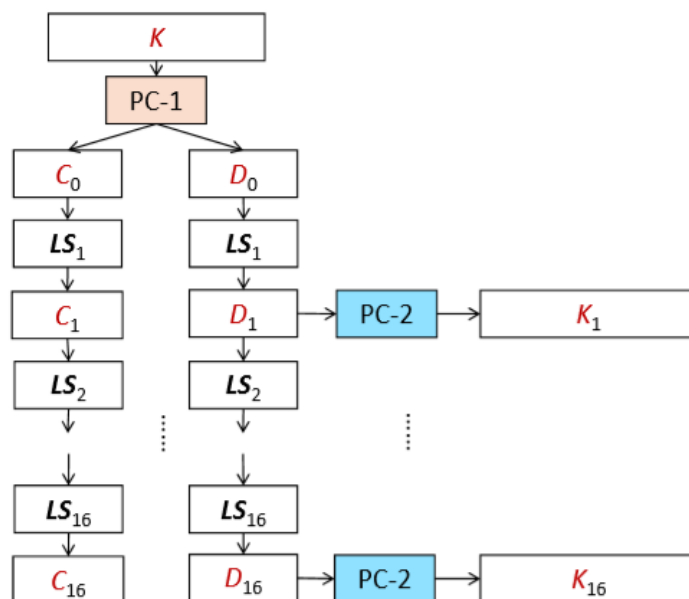 K
PC-1
C0 D0
LS1 LS1
C1 D1 PC-2 K1
LS2 LS2
LS16 LS16
C16 D16 PC-2 K16